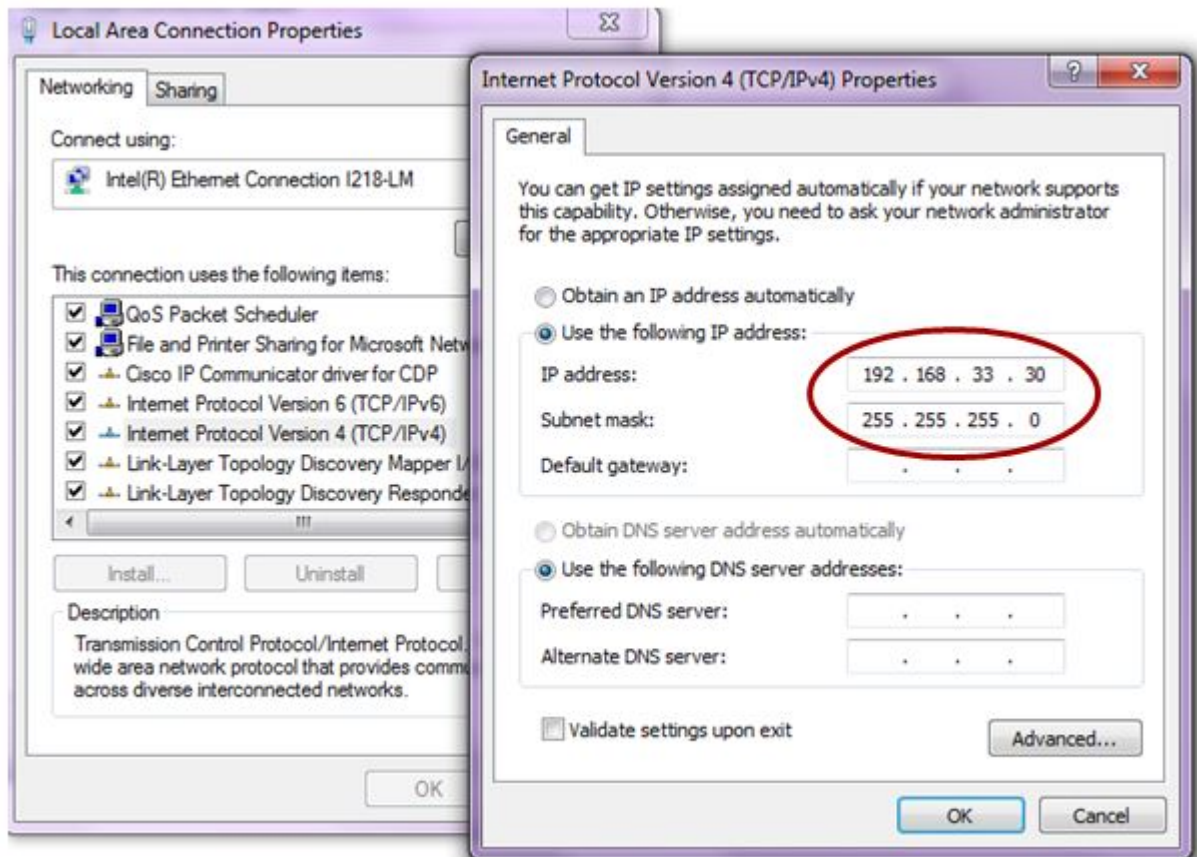 Local Area Connection Properties
Networking
Sharing
Connect using:
Intel(R) Ethernet Connection I218-LM
This connection uses the following items:
QoS Packet Scheduler
File and Printer Sharing for Microsoft Netw
Cisco IP Communicator driver for CDP
Internet Protocol Version 6 (TCP/IPv6)
Internet Protocol Version 4 (TCP/IPv4)
Link-Layer Topology Discovery Mapper I/
Link-Layer Topology Discovery Responde
Install...
Uninstall
Description
Transmission Control Protocol/Internet Protocol.
wide area network protocol that provides commu
across diverse interconnected networks.
OK
Internet Protocol Version 4 (TCP/IPv4) Properties
General
You can get IP settings assigned automatically if your network supports
this capability. Otherwise, you need to ask your network administrator
for the appropriate IP settings.
Obtain an IP address automatically
Use the following IP address:
IP address: 192 . 168 . 33 . 30
Subnet mask: 255 . 255 . 255 . 0
Default gateway: . . .
Obtain DNS server address automatically
Use the following DNS server addresses:
Preferred DNS server: . . .
Alternate DNS server: . . .
Validate settings upon exit
Advanced...
OK
Cancel